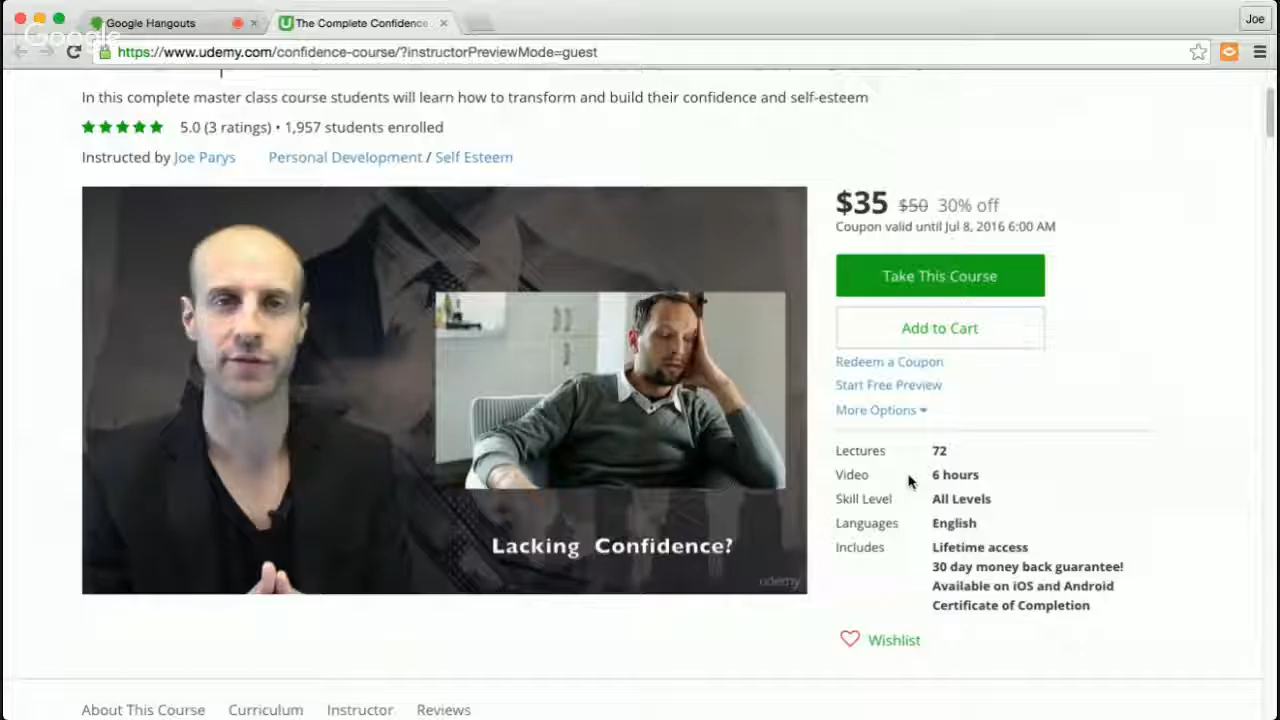 Google Hangouts
The Complete Confidence
Joe
Google
https://www.udemy.com/confidence-course/?instructorPreviewMode=guest
In this complete master class course students will learn how to transform and build their confidence and self-esteem
5.0 (3 ratings) • 1,957 students enrolled
Instructed by Joe Parys Personal Development / Self Esteem
$35 $50 30% off
Coupon valid until Jul 8, 2016 6:00 AM
Take This Course
Add to Cart
Redeem a Coupon
Start Free Preview
More Options
Lectures 72
Video 6 hours
Skill Level All Levels
Languages English
Includes Lifetime access
30 day money back guarantee!
Available on iOS and Android
Certificate of Completion
Lacking Confidence?
udemy
Wishlist
About This Course Curriculum Instructor Reviews